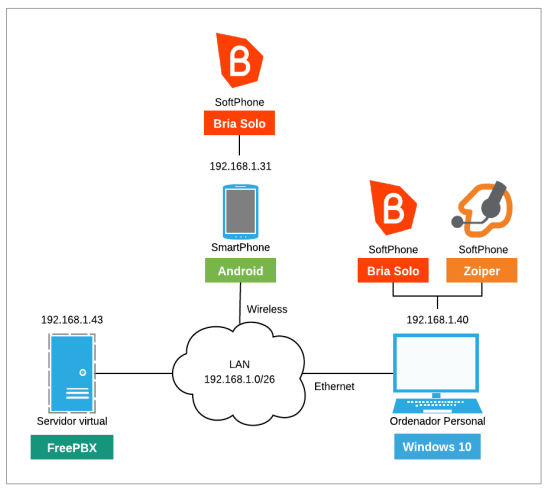 SoftPhone
Bria Solo
192.168.1.31
SmartPhone
Android
Wireless
SoftPhone
Bria Solo
SoftPhone
Zoiper
192.168.1.43
Servidor virtual
FreePBX
LAN
192.168.1.0/26
Ethernet
192.168.1.40
Ordenador Personal
Windows 10